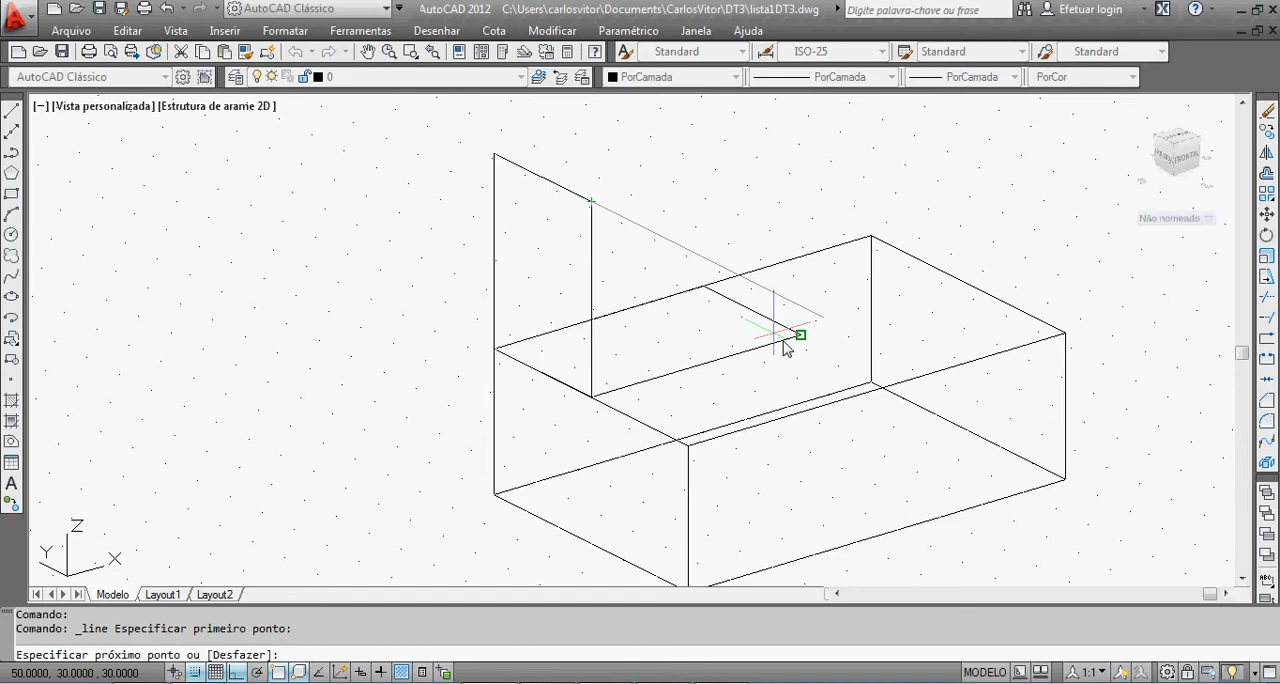 AutoCAD Clássico AutoCAD 2012 C:\Users\carlosvitor\Documents\CarlosVitor\DT3\lista1DT3.dwg Digite palavra-chave ou frase Efetuar login
Arquivo Editar Vista Inserir Formatar Ferramentas Desenhar Cota Modificar Paramétrico Janela Ajuda
Standard ISO-25 Standard Standard
AutoCAD Clássico 0 PorCamada PorCamada PorCamada PorCor
[−] [Vista personalizada] [Estrutura de arame 2D ]
FRONTAL
Não nomeado
Z
Y X
Modelo Layout1 Layout2
Comando:
Comando: _line Especificar primeiro ponto:
Especificar próximo ponto ou [Desfazer]:
50.0000, 30.0000 , 30.0000 MODELO 1:1